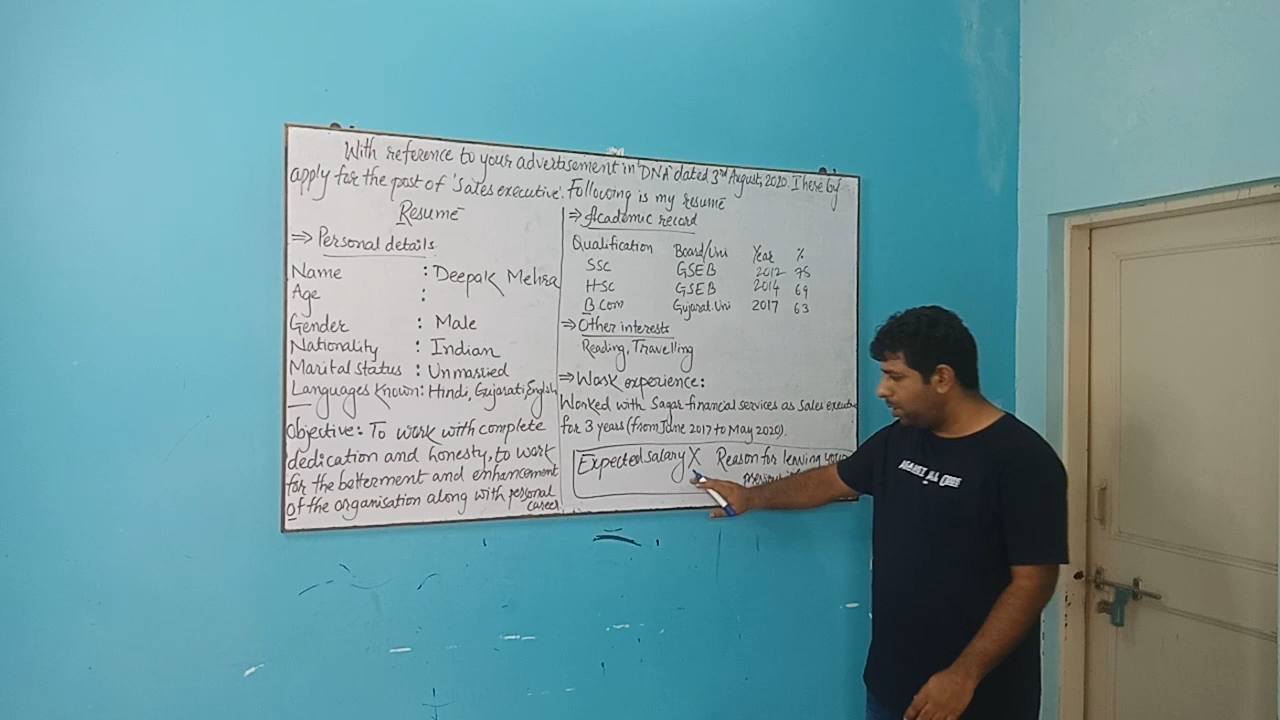 With reference to your advertisement in 'DNA' dated 3rd August, 2020. I here by
apply for the post of 'Sales executive'. Following is my resume
Resume
⇒ Personal details
Name : Deepak Mehra
Age :
Gender : Male
Nationality : Indian
Marital status : Unmarried
Languages known: Hindi, Gujarati, English
Objective: To work with complete
dedication and honesty, to work
for the betterment and enhancement
of the organisation along with personal
career
⇒ Academic record
Qualification Board/Uni Year %
SSC GSEB 2012 75
HSC GSEB 2014 69
B Com Gujarat. Uni 2017 63
⇒ Other interests
Reading, Travelling
⇒ Work experience:
Worked with Sagar financial services as sales executive
for 3 years (from June 2017 to May 2020).
Expected salary X Reason for leaving your
AGAINST ALL ODDS